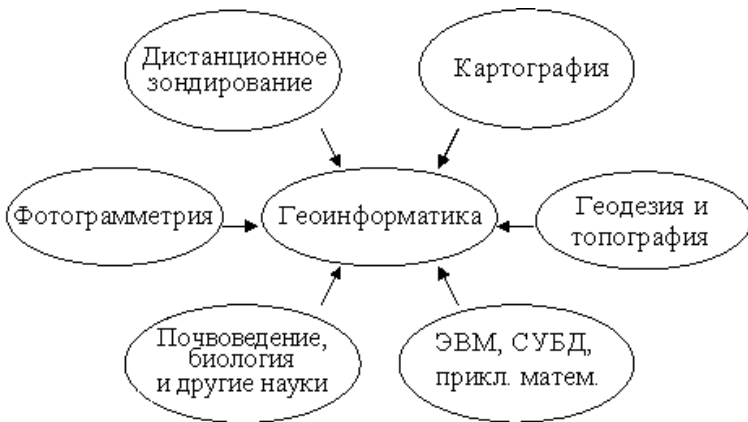 Дистанционное
зондирование
Картография
Фотограмметрия
Геоинформатика
Геодезия и
топография
Почвоведение,
биология
и другие науки
ЭВМ, СУБД,
прикл. матем.